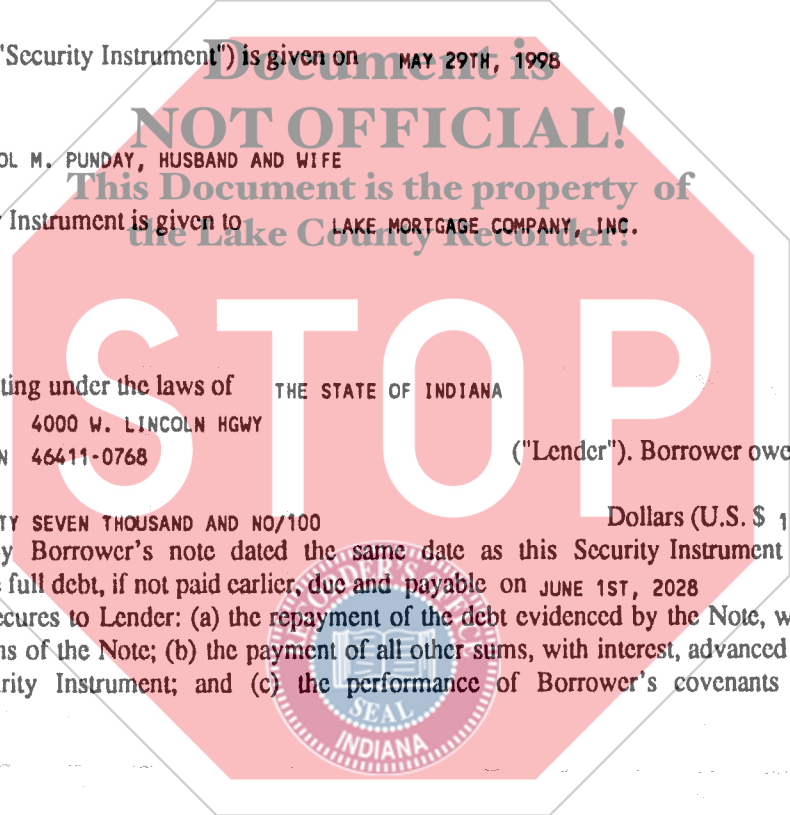 "Security Instrument") is given on MAY 29TH, 1998
Document is
NOT OFFICIAL!
OL M. PUNDAY, HUSBAND AND WIFE
This Document is the property of
Instrument is given to LAKE MORTGAGE COMPANY, INC.
the Lake County Recorder!
STOP
ting under the laws of THE STATE OF INDIANA
4000 W. LINCOLN HGWY
N 46411-0768 ("Lender"). Borrower owe
TY SEVEN THOUSAND AND NO/100 Dollars (U.S. $ 1
y Borrower's note dated the same date as this Security Instrument
full debt, if not paid earlier, due and payable on JUNE 1ST, 2028
ecures to Lender: (a) the repayment of the debt evidenced by the Note, w
ns of the Note; (b) the payment of all other sums, with interest, advanced
rity Instrument; and (c) the performance of Borrower's covenants
RECORDER'S OFFICE
SEAL
INDIANA